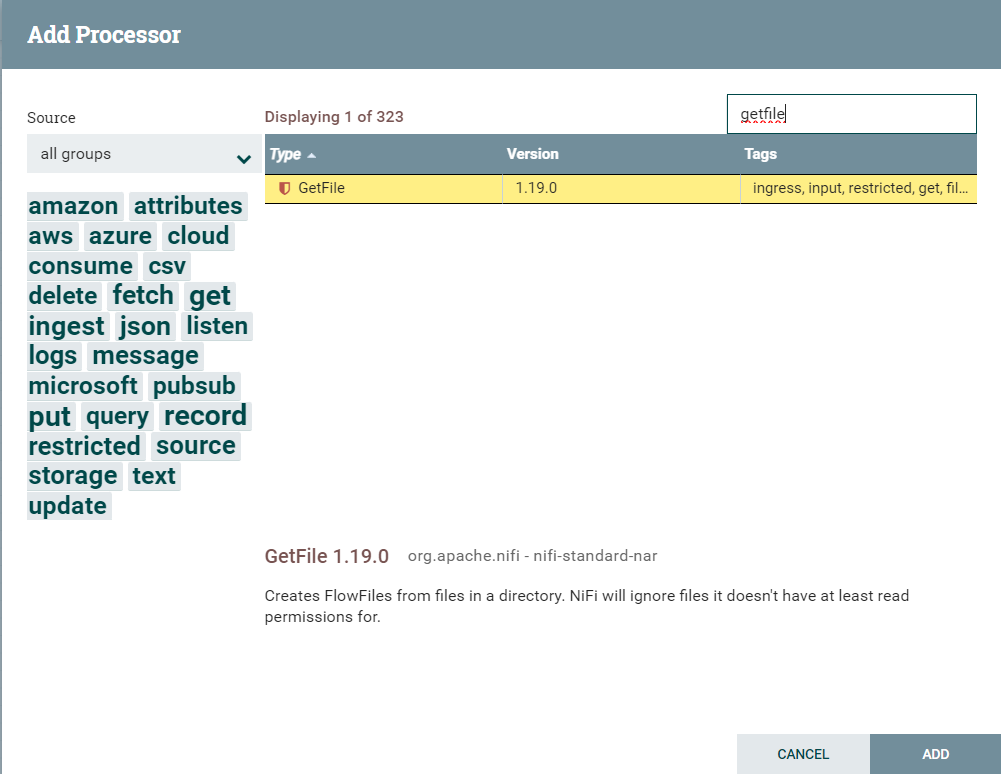 Add Processor
Source
Displaying 1 of 323
getfile
all groups
Type
Version
Tags
GetFile
1.19.0
ingress, input, restricted, get, fil...
amazon attributes
aws azure cloud
consume csv
delete fetch get
ingest json listen
logs message
microsoft pubsub
put query record
restricted source
storage text
update
GetFile 1.19.0 org.apache.nifi - nifi-standard-nar
Creates FlowFiles from files in a directory. NiFi will ignore files it doesn't have at least read
permissions for.
CANCEL
ADD